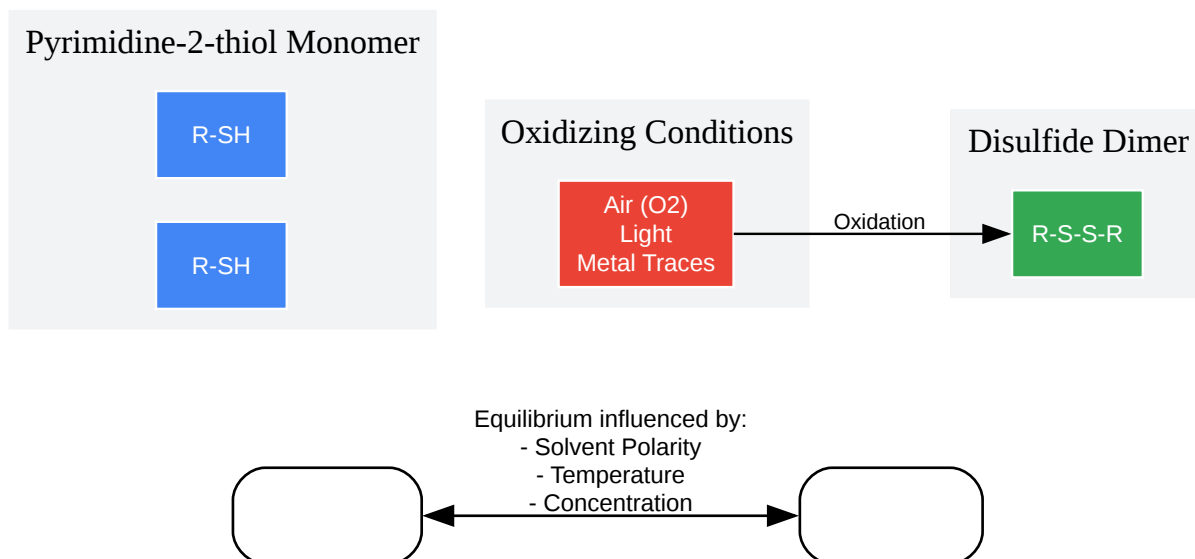 Pyrimidine-2-thiol Monomer
R-SH
R-SH
Oxidizing Conditions
Air (O2)
Light
Metal Traces
Oxidation
Disulfide Dimer
R-S-S-R
Equilibrium influenced by:
- Solvent Polarity
- Temperature
- Concentration